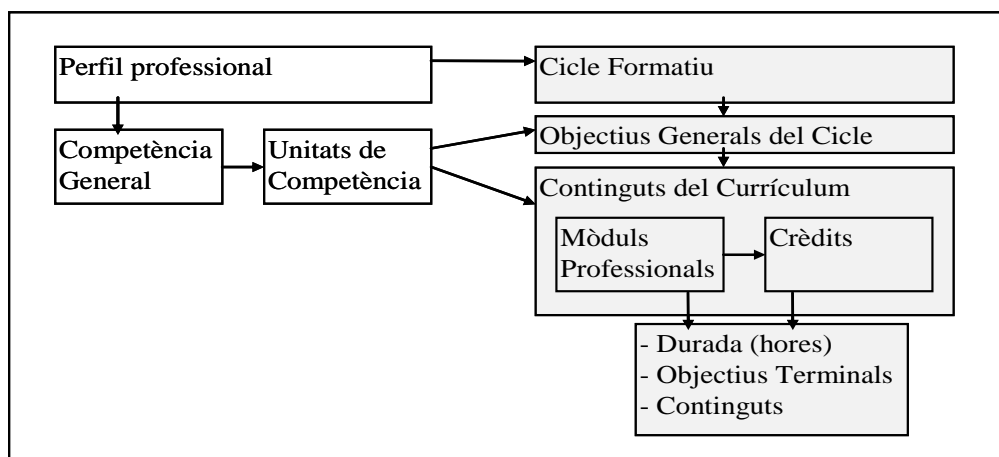 Perfil professional
Cicle Formatiu
Competència
General
Unitats de
Competència
Objectius Generals del Cicle
Continguts del Currículum
Mòduls
Professionals
Crèdits
- Durada (hores)
- Objectius Terminals
- Continguts